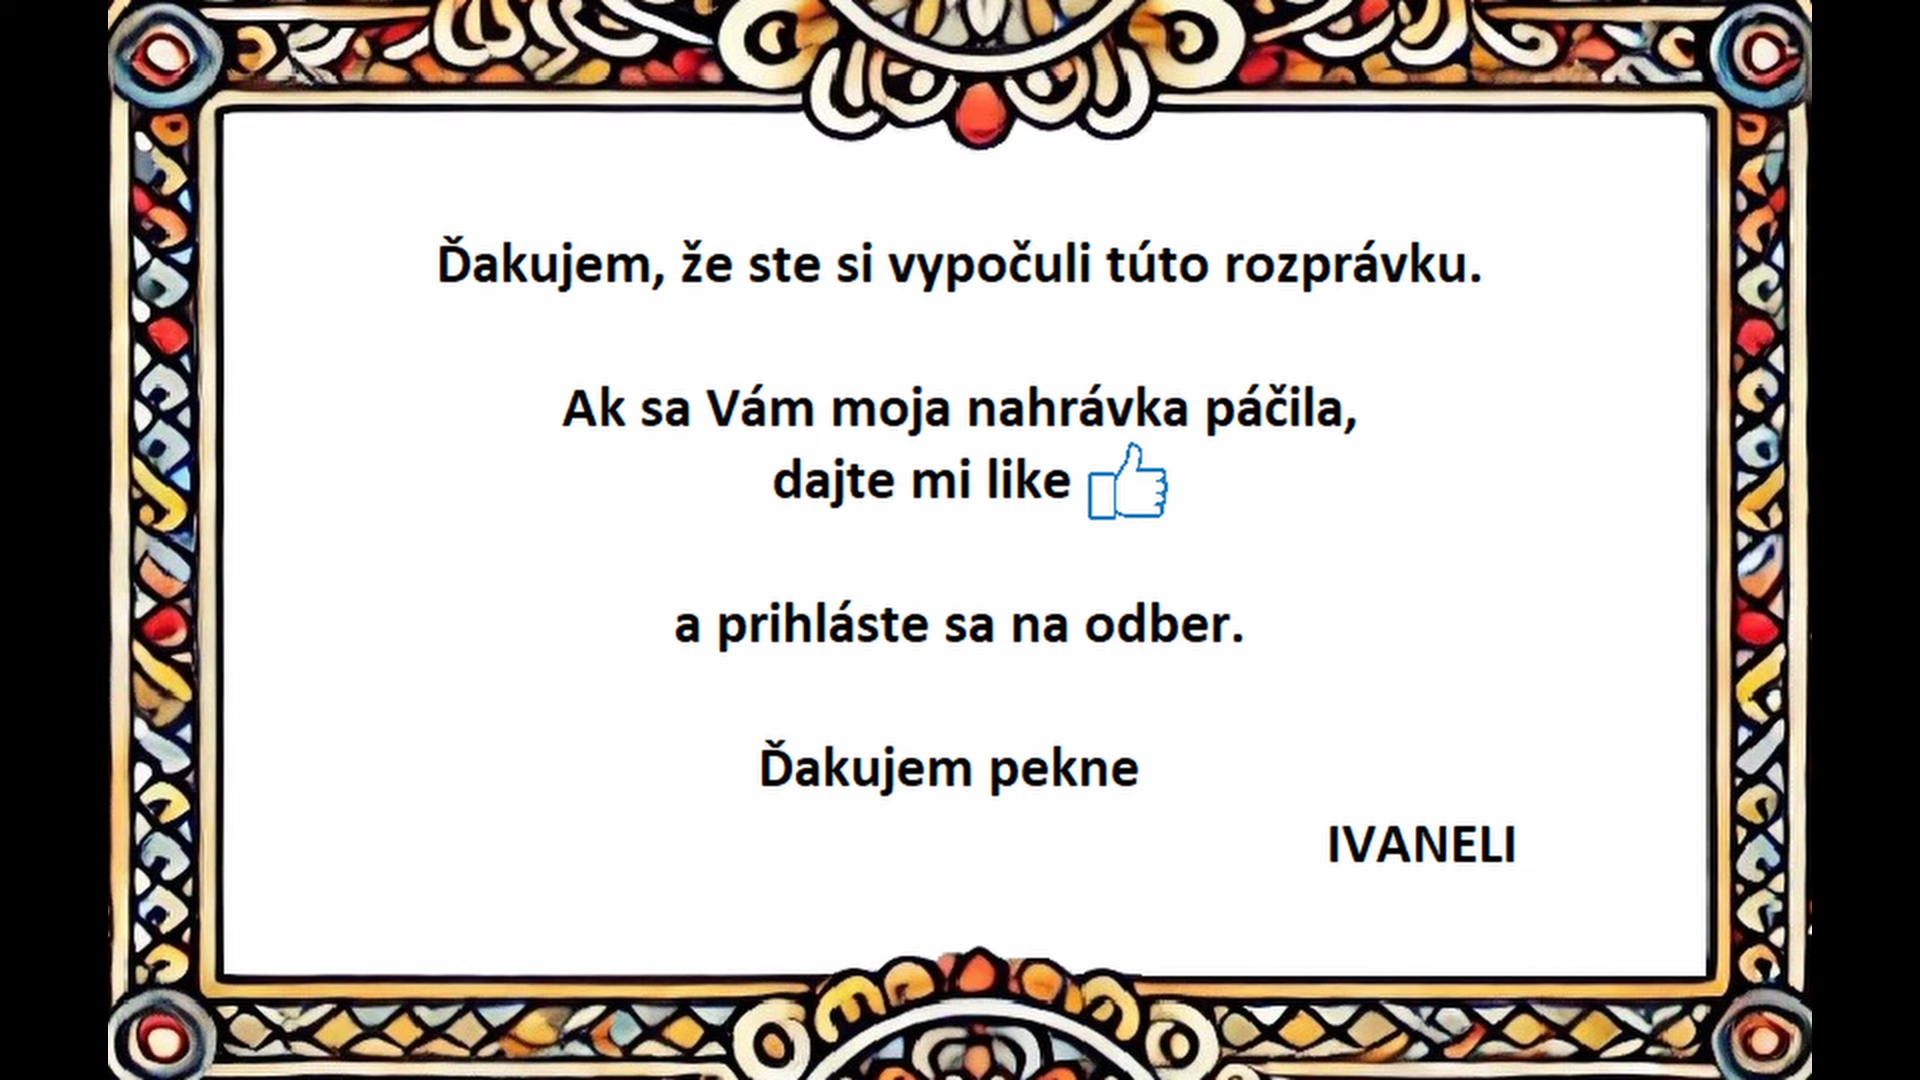 Ďakujem, že ste si vypočuli túto rozprávku.
Ak sa Vám moja nahrávka páčila,
dajte mi like
a prihláste sa na odber.
Ďakujem pekne
IVANELI